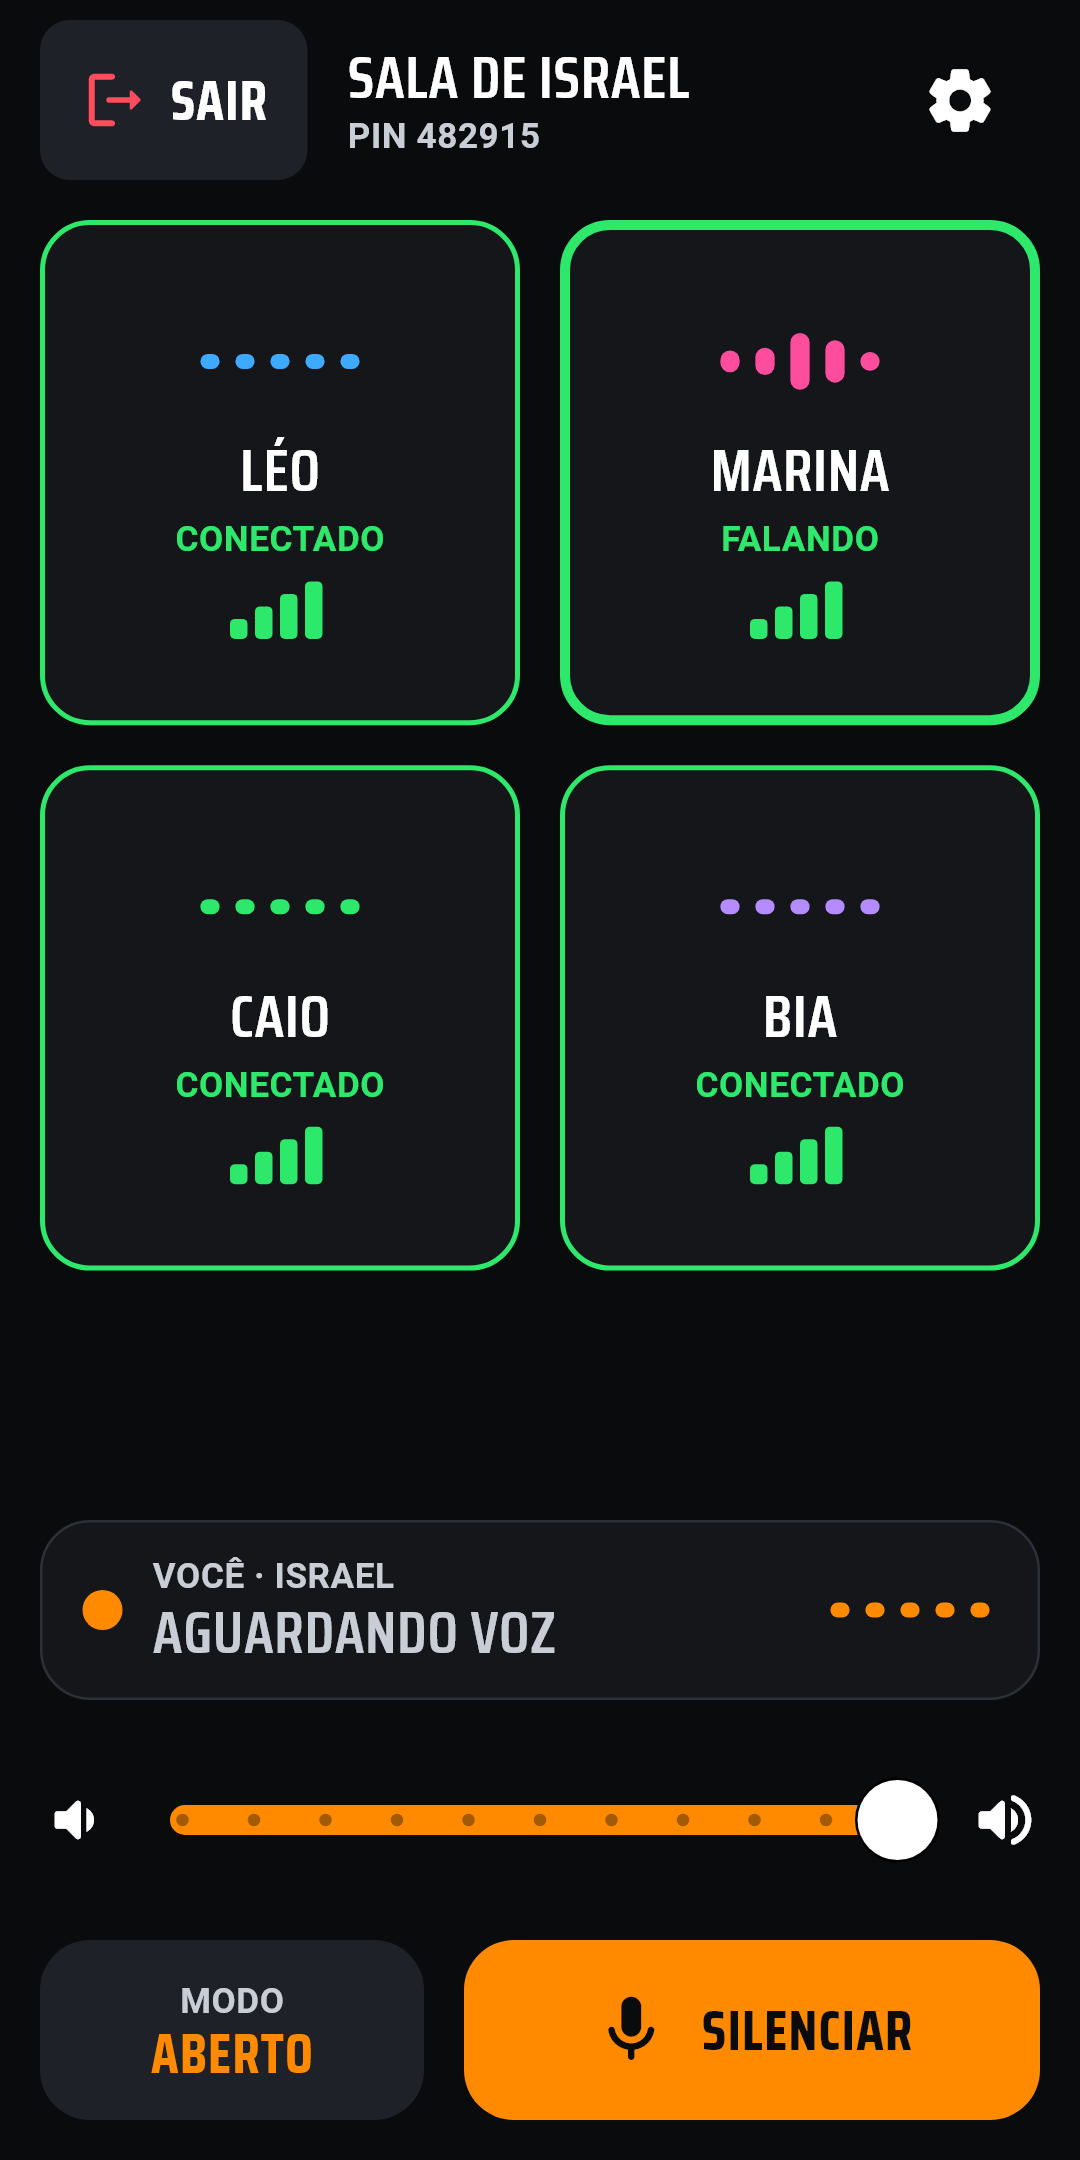 SAIR
SALA DE ISRAEL
PIN 482915
LÉO
CONECTADO
MARINA
FALANDO
CAIO
CONECTADO
BIA
CONECTADO
VOCÊ · ISRAEL
AGUARDANDO VOZ
MODO
ABERTO
SILENCIAR